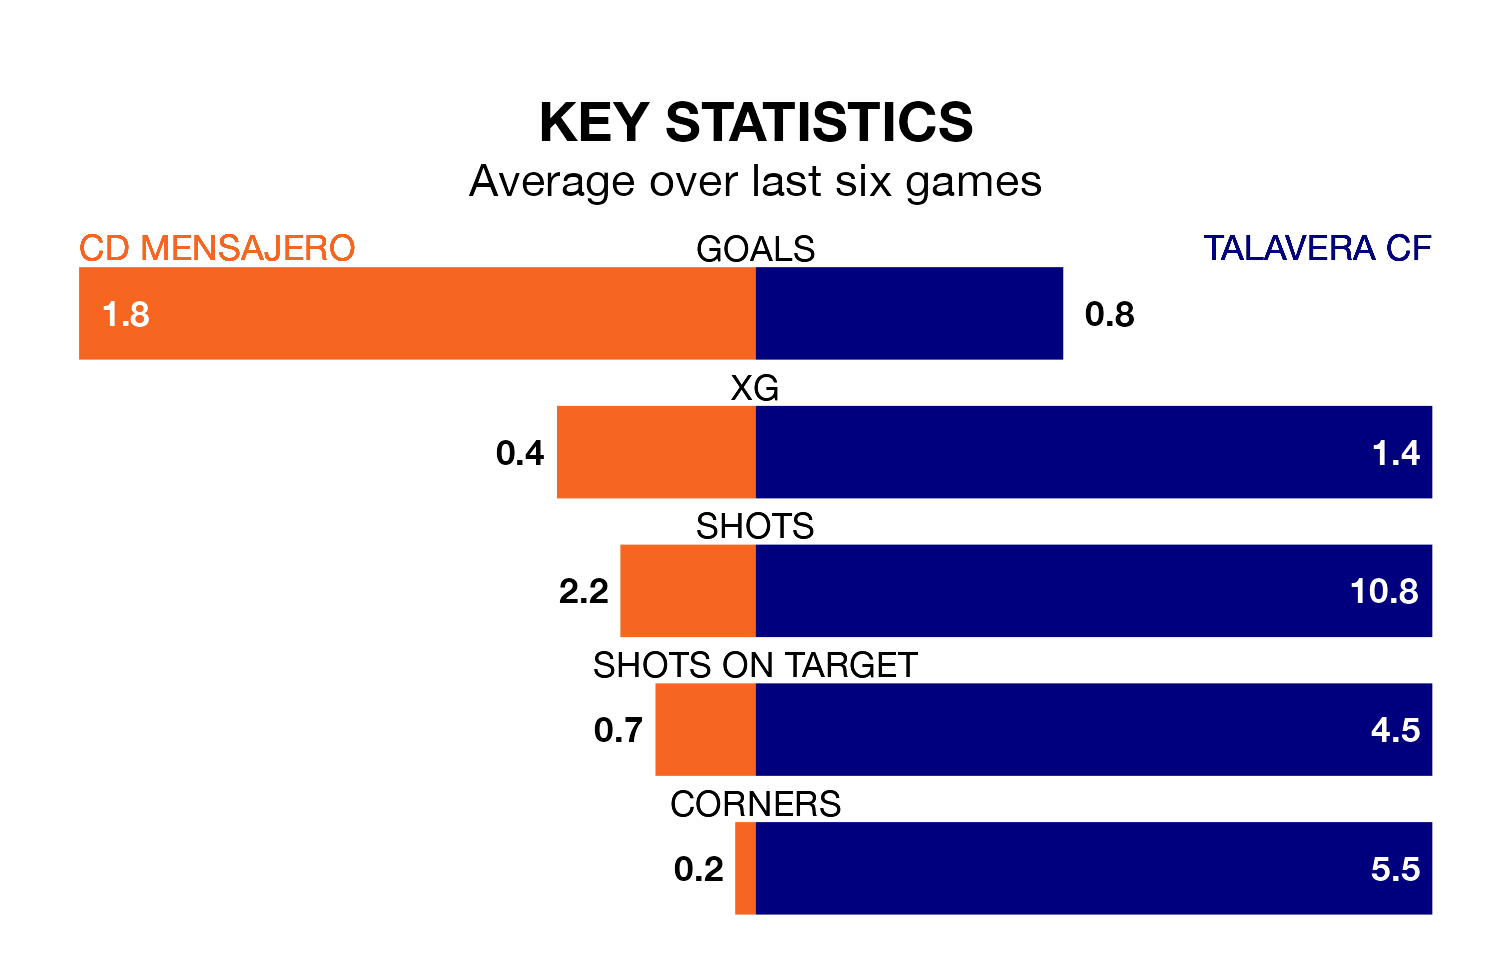 KEY STATISTICS
Average over last six games
CD MENSAJERO GOALS TALAVERA CF
1.8 0.8
XG
0.4 1.4
SHOTS
2.2 10.8
SHOTS ON TARGET
0.7 4.5
CORNERS
0.2 5.5